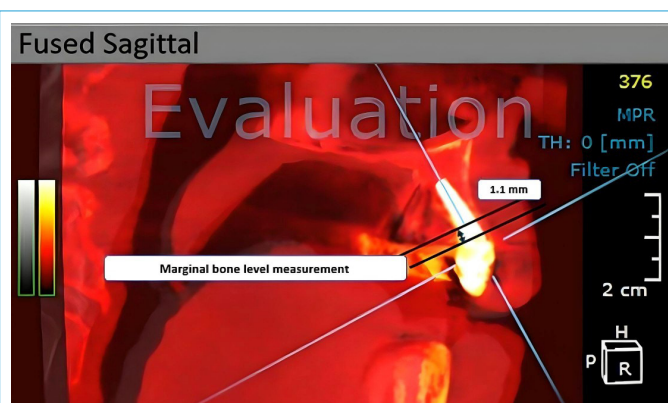 Fused Sagittal
Evaluation
376
MPR
TH: 0 [mm]
Filter Off
1.1 mm
Marginal bone level measurement
2 cm
H
P
R